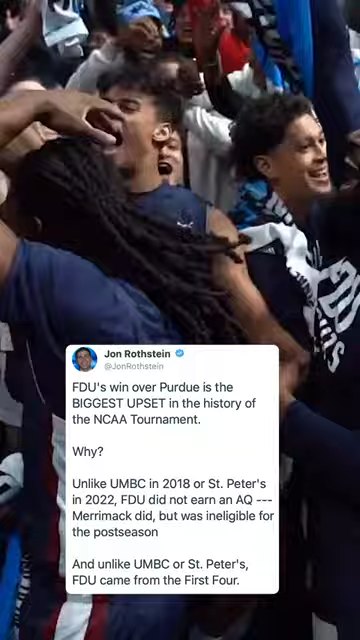 FDU
Jon Rothstein
@JonRothstein
FDU's win over Purdue is the
BIGGEST UPSET in the history of
the NCAA Tournament.
Why?
Unlike UMBC in 2018 or St. Peter's
in 2022, FDU did not earn an AQ ---
Merrimack did, but was ineligible for
the postseason
And unlike UMBC or St. Peter's,
FDU came from the First Four.